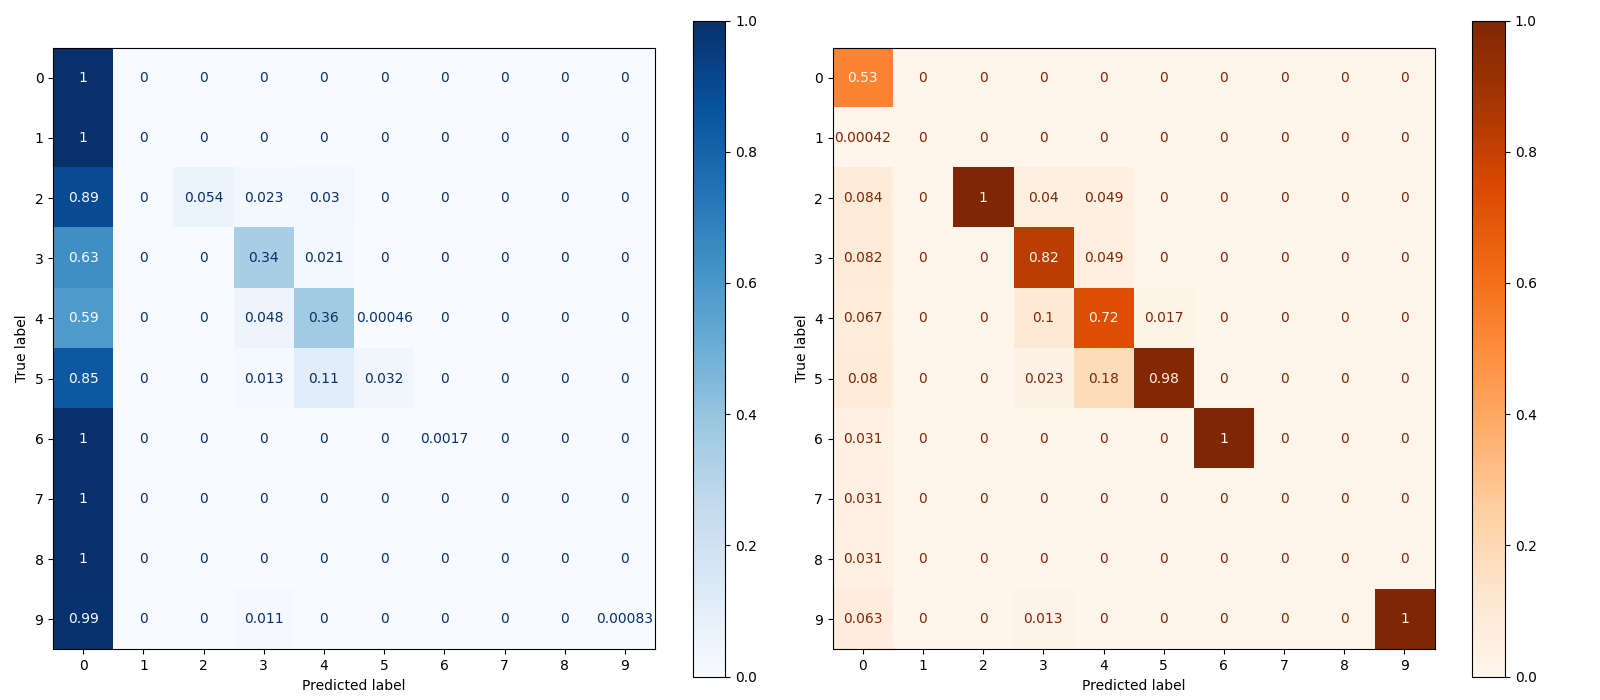 0 1 0 0 0 0 0 0 0 0 0
1 1 0 0 0 0 0 0 0 0 0
2 0.89 0 0.054 0.023 0.03 0 0 0 0 0
3 0.63 0 0 0.34 0.021 0 0 0 0 0
4 0.59 0 0 0.048 0.36 0.00046 0 0 0 0
5 0.85 0 0 0.013 0.11 0.032 0 0 0 0
6 1 0 0 0 0 0 0.0017 0 0 0
7 1 0 0 0 0 0 0 0 0 0
8 1 0 0 0 0 0 0 0 0 0
9 0.99 0 0 0.011 0 0 0 0 0 0.00083
0 1 2 3 4 5 6 7 8 9
True label
Predicted label
1.0
0.8
0.6
0.4
0.2
0.0
0 0.53 0 0 0 0 0 0 0 0 0
1 0.00042 0 0 0 0 0 0 0 0 0
2 0.084 0 1 0.04 0.049 0 0 0 0 0
3 0.082 0 0 0.82 0.049 0 0 0 0 0
4 0.067 0 0 0.1 0.72 0.017 0 0 0 0
5 0.08 0 0 0.023 0.18 0.98 0 0 0 0
6 0.031 0 0 0 0 0 1 0 0 0
7 0.031 0 0 0 0 0 0 0 0 0
8 0.031 0 0 0 0 0 0 0 0 0
9 0.063 0 0 0.013 0 0 0 0 0 1
0 1 2 3 4 5 6 7 8 9
True label
Predicted label
1.0
0.8
0.6
0.4
0.2
0.0